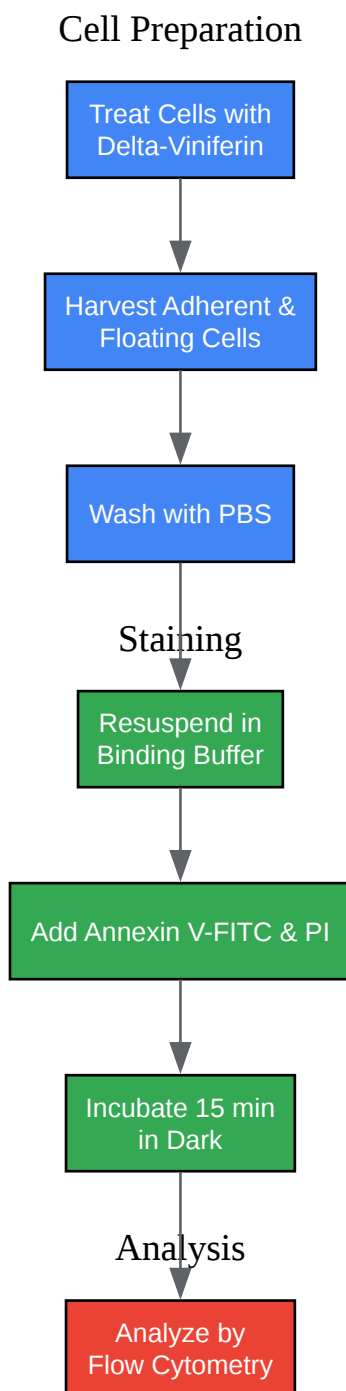 Cell Preparation
Treat Cells with
Delta-Viniferin
Harvest Adherent &
Floating Cells
Wash with PBS
Staining
Resuspend in
Binding Buffer
Add Annexin V-FITC & PI
Incubate 15 min
in Dark
Analysis
Analyze by
Flow Cytometry